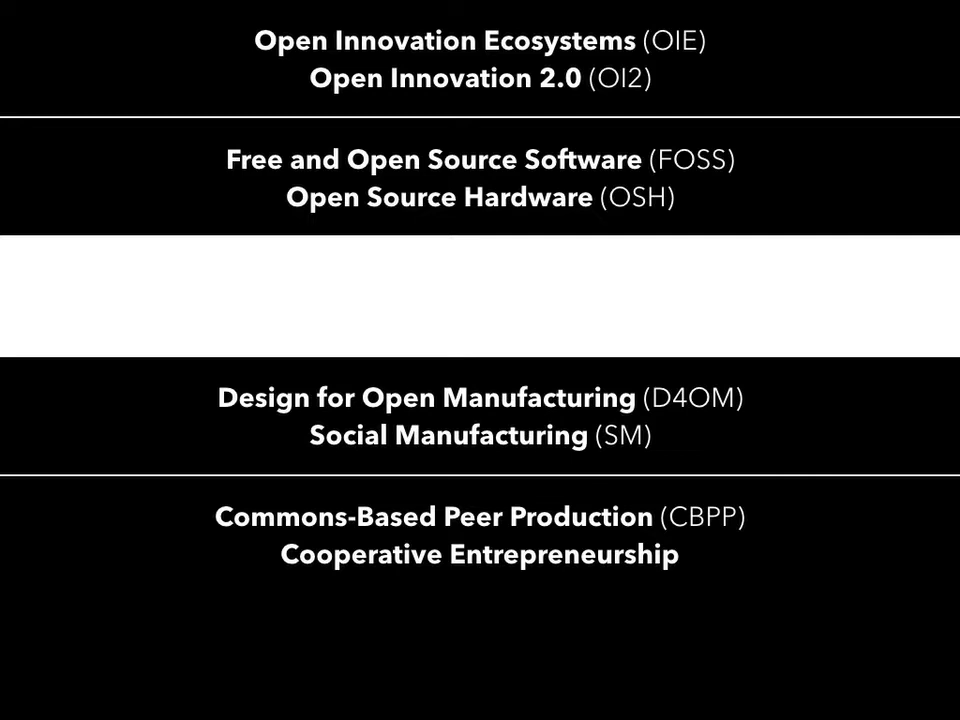 Open Innovation Ecosystems (OIE)
Open Innovation 2.0 (OI2)
Free and Open Source Software (FOSS)
Open Source Hardware (OSH)
Design for Open Manufacturing (D4OM)
Social Manufacturing (SM)
Commons-Based Peer Production (CBPP)
Cooperative Entrepreneurship